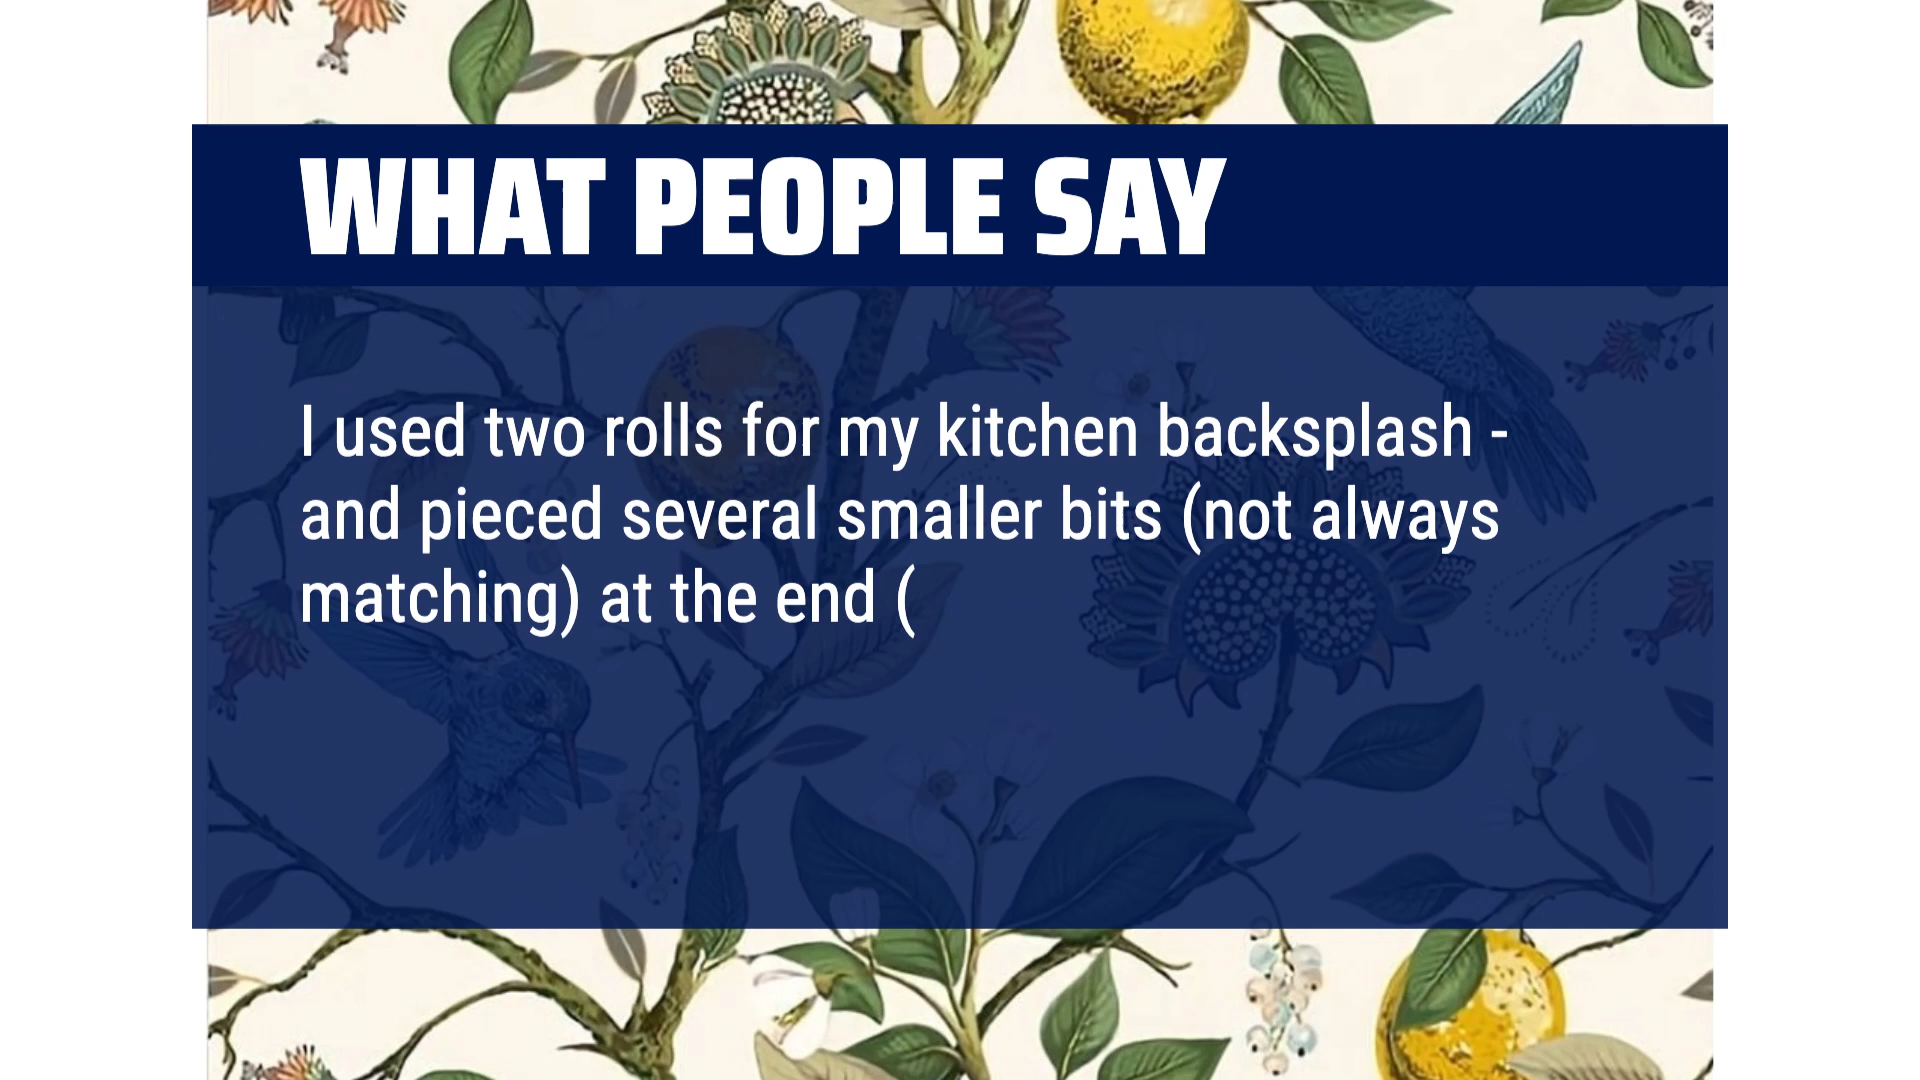 WHAT PEOPLE SAY
I used two rolls for my kitchen backsplash -
and pieced several smaller bits (not always
matching) at the end (